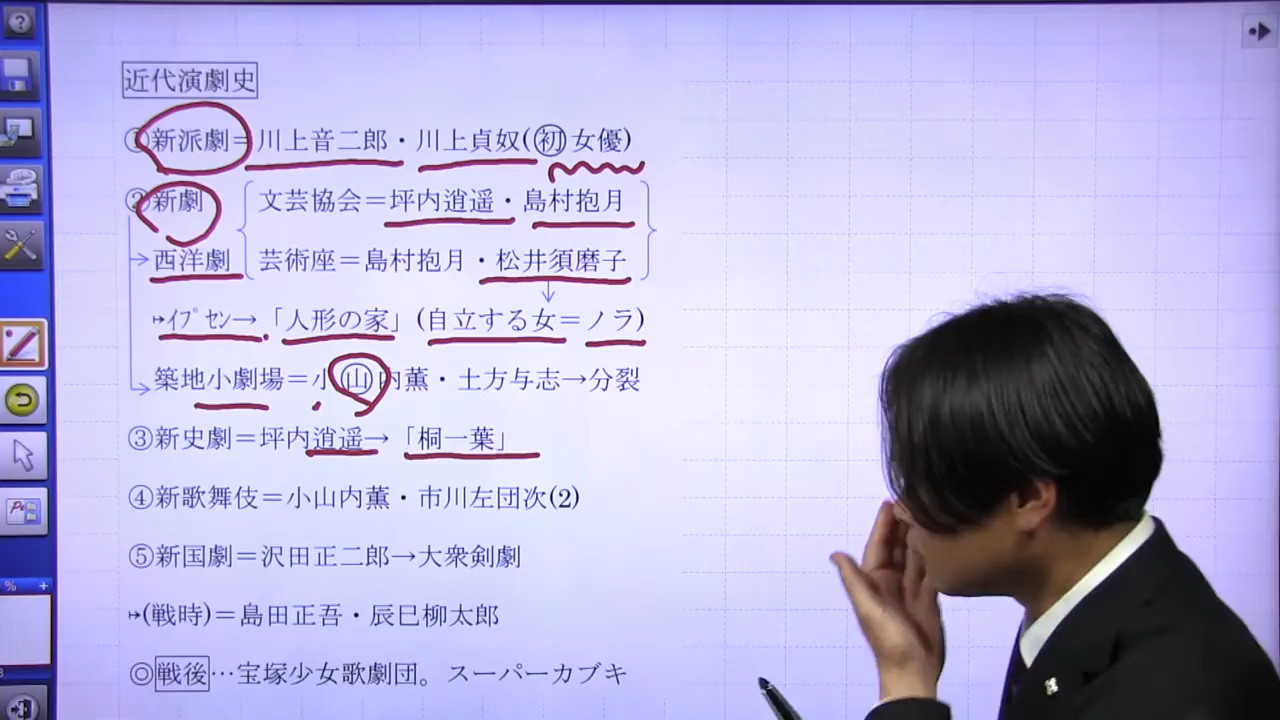 近代演劇史
①新派劇=川上音二郎・川上貞奴(初女優)
②新劇 文芸協会=坪内逍遥・島村抱月
西洋劇 芸術座=島村抱月・松井須磨子
↦イプセン→「人形の家」(自立する女=ノラ)
築地小劇場=小山内薫・土方与志→分裂
③新史劇=坪内逍遥→「桐一葉」
④新歌舞伎=小山内薫・市川左団次(2)
⑤新国劇=沢田正二郎→大衆剣劇
↦(戦時)=島田正吾・辰巳柳太郎
◎戦後…宝塚少女歌劇団。スーパーカブキ